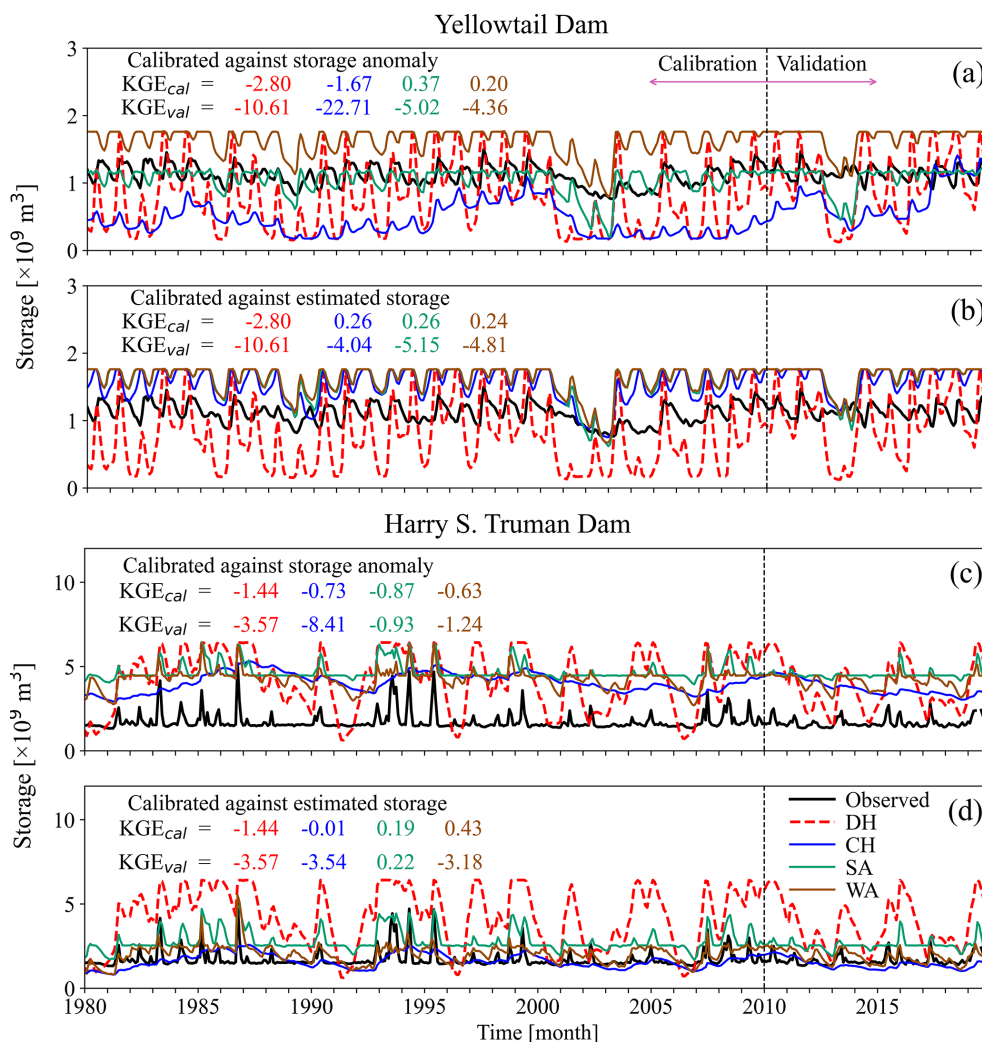 Yellowtail Dam
3
Calibrated against storage anomaly
Calibration Validation (a)
KGEcal = -2.80 -1.67 0.37 0.20
KGEval = -10.61 -22.71 -5.02 -4.36
2
1
0
3
Calibrated against estimated storage
(b)
KGEcal = -2.80 0.26 0.26 0.24
KGEval = -10.61 -4.04 -5.15 -4.81
2
1
0
Storage [×10⁹ m³]
Harry S. Truman Dam
Calibrated against storage anomaly
(c)
10
KGEcal = -1.44 -0.73 -0.87 -0.63
KGEval = -3.57 -8.41 -0.93 -1.24
5
0
Calibrated against estimated storage
(d)
10
KGEcal = -1.44 -0.01 0.19 0.43
KGEval = -3.57 -3.54 0.22 -3.18
5
0
Storage [×10⁹ m³]
Observed
DH
CH
SA
WA
1980 1985 1990 1995 2000 2005 2010 2015
Time [month]